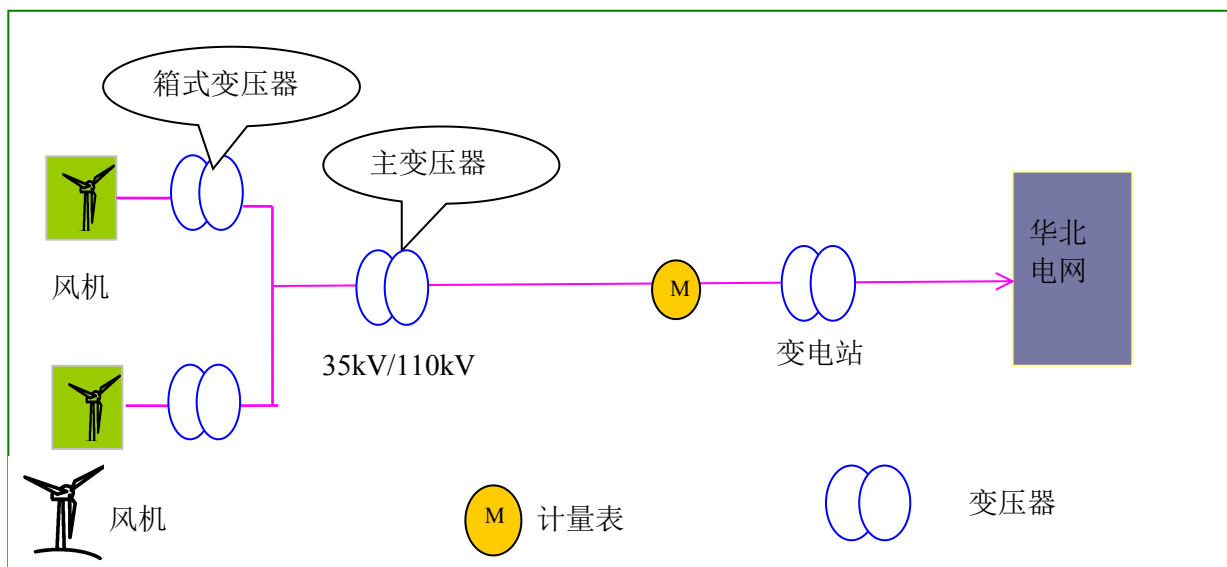 箱式变压器
主变压器
风机
35kV/110kV
M
变电站
华北
电网
风机
M
计量表
变压器